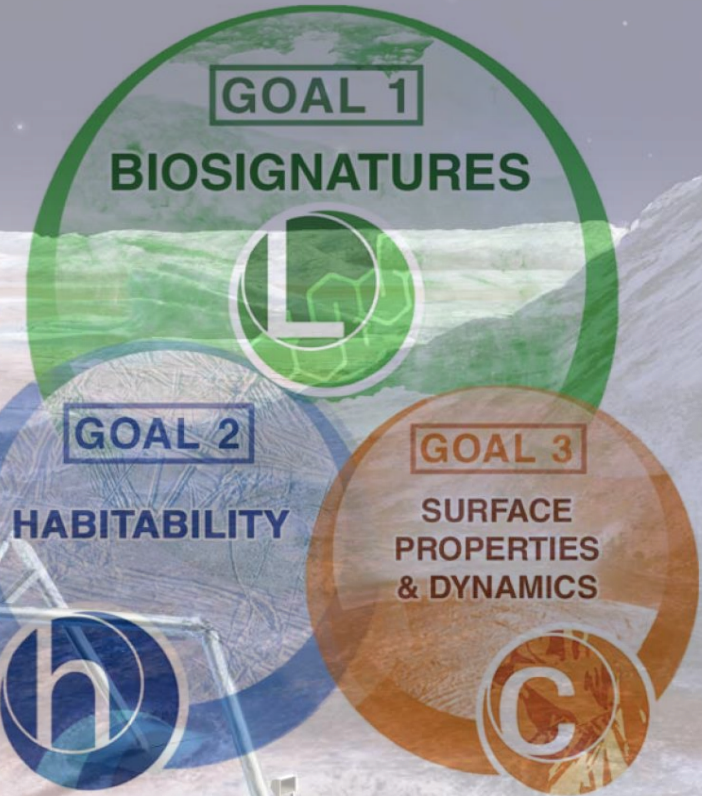 GOAL 1
BIOSIGNATURES
L
GOAL 2
HABITABILITY
h
GOAL 3
SURFACE
PROPERTIES
& DYNAMICS
C